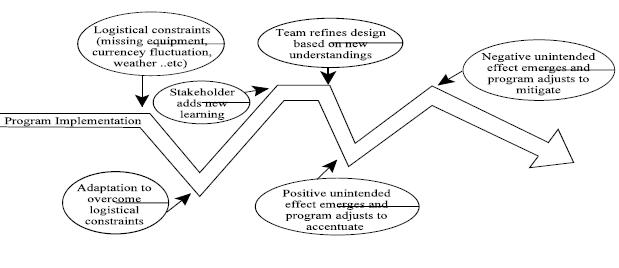 Logistical constraints
(missing equipment,
currencey fluctuation,
weather ..etc)
Team refines design
based on new
understandings
Negative unintended
effect emerges and
program adjusts to
mitigate
Stakeholder
adds new
learning
Program Implementation
Adaptation to
overcome
logistical
constraints
Positive unintended
effect emerges and
program adjusts to
accentuate